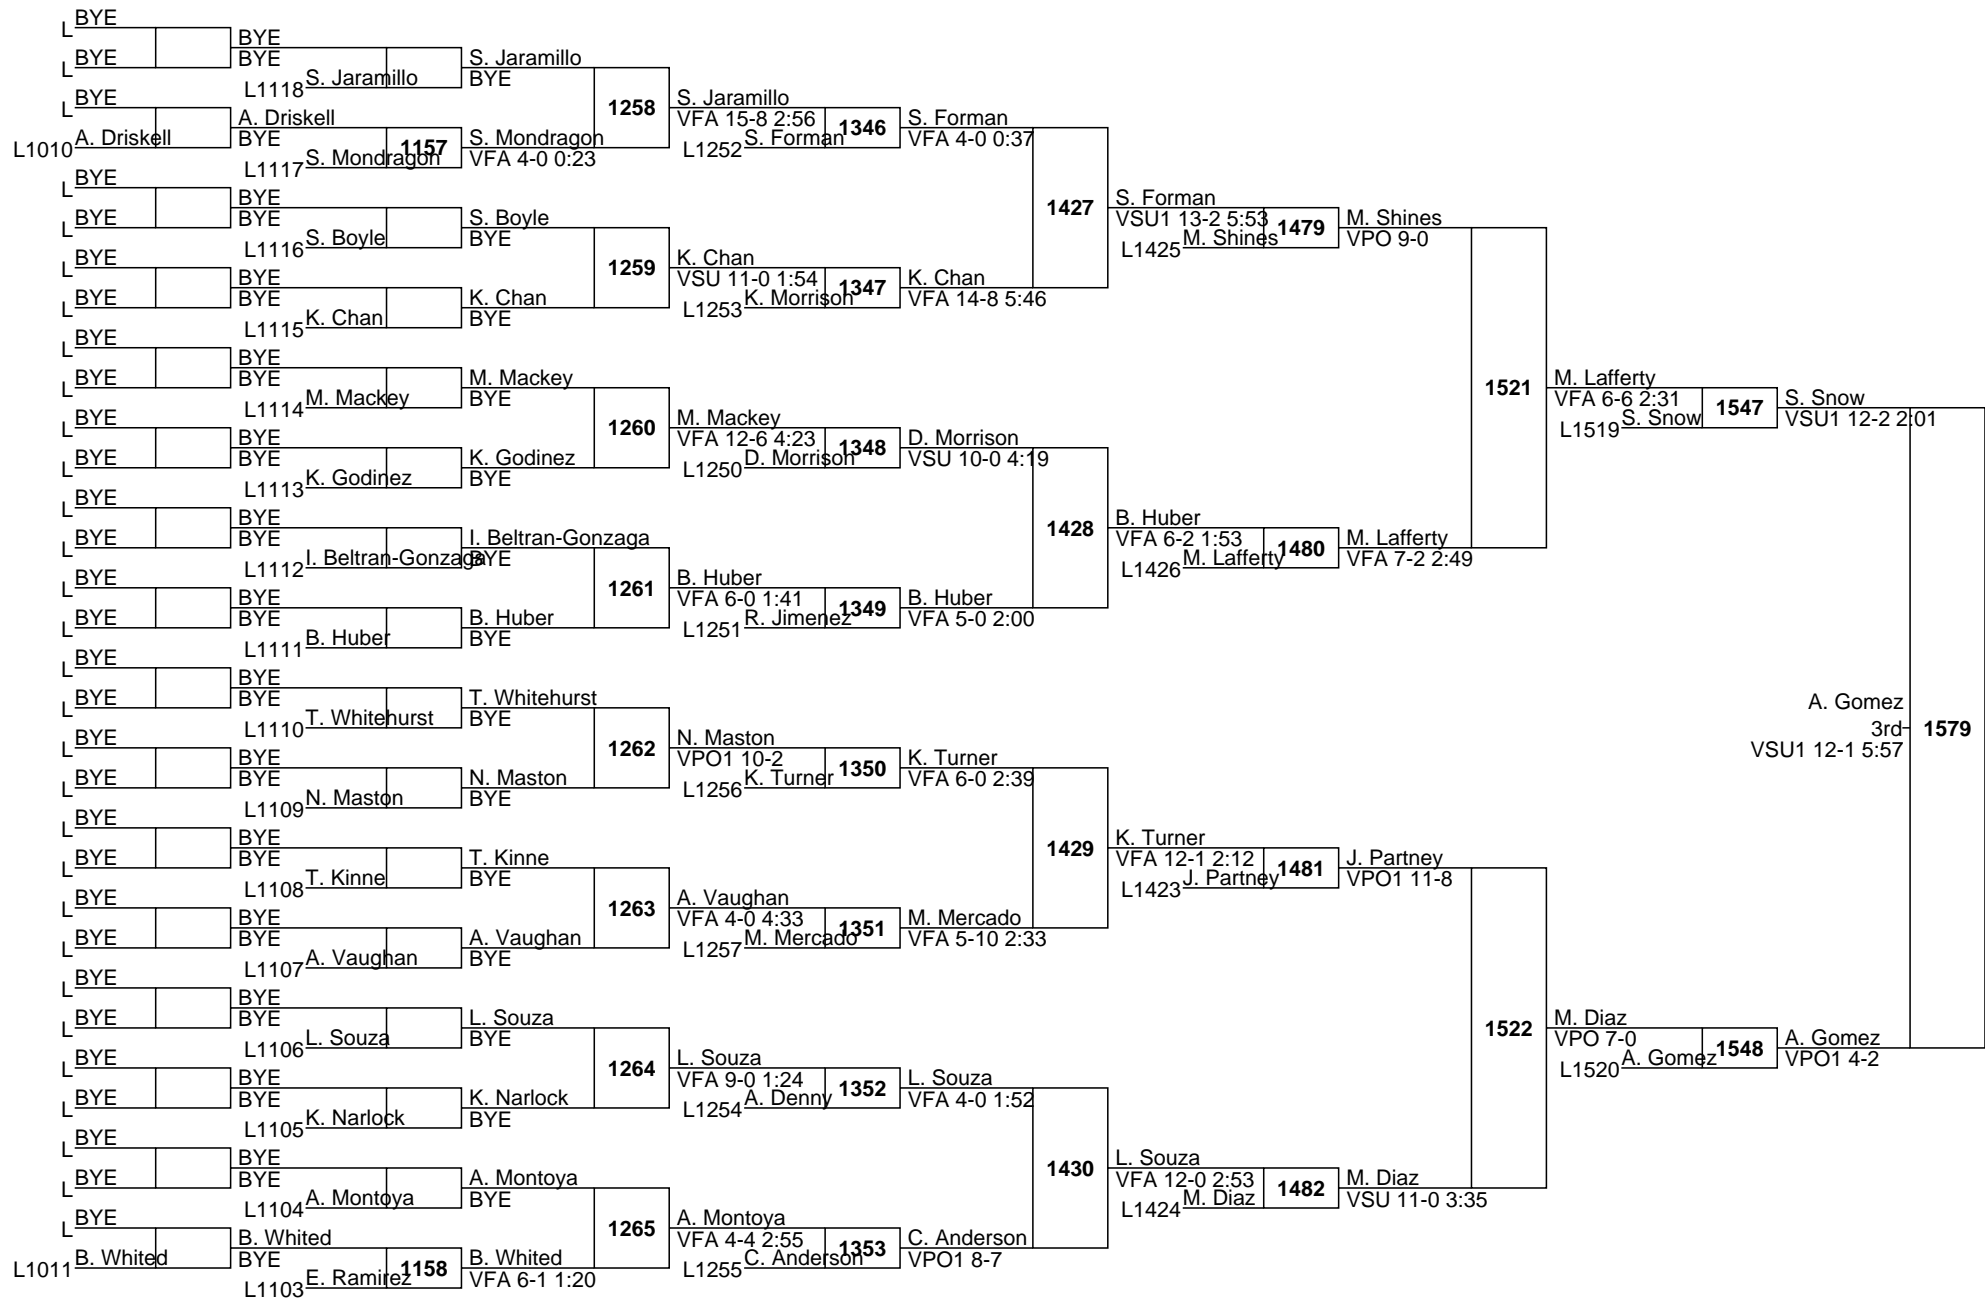 BYE
L
BYE
L
BYE
BYE
L1118 S. Jaramillo
S. Jaramillo
BYE
BYE
L
A. Driskell
L1010
A. Driskell
BYE
L1117 S. Mondragon
1157
S. Mondragon
VFA 4-0 0:23
1258
S. Jaramillo
VFA 15-8 2:56
L1252 S. Forman
1346
S. Forman
VFA 4-0 0:37
BYE
L
BYE
L
BYE
BYE
L1116 S. Boyle
S. Boyle
BYE
BYE
L
BYE
L
BYE
BYE
L1115 K. Chan
K. Chan
BYE
1259
K. Chan
VSU 11-0 1:54
L1253 K. Morrison
1347
K. Chan
VFA 14-8 5:46
1427
S. Forman
VSU1 13-2 5:53
L1425 M. Shines
1479
M. Shines
VPO 9-0
BYE
L
BYE
L
BYE
BYE
L1114 M. Mackey
M. Mackey
BYE
BYE
L
BYE
L
BYE
BYE
L1113 K. Godinez
K. Godinez
BYE
1260
M. Mackey
VFA 12-6 4:23
L1250 D. Morrison
1348
D. Morrison
VSU 10-0 4:19
BYE
L
BYE
L
BYE
BYE
L1112 I. Beltran-Gonzaga
I. Beltran-Gonzaga
BYE
BYE
L
BYE
L
BYE
BYE
L1111 B. Huber
B. Huber
BYE
1261
B. Huber
VFA 6-0 1:41
L1251 R. Jimenez
1349
B. Huber
VFA 5-0 2:00
1428
B. Huber
VFA 6-2 1:53
L1426 M. Lafferty
1480
M. Lafferty
VFA 7-2 2:49
1521
M. Lafferty
VFA 6-6 2:31
L1519 S. Snow
1547
S. Snow
VSU1 12-2 2:01
BYE
L
BYE
L
BYE
BYE
L1110 T. Whitehurst
T. Whitehurst
BYE
BYE
L
BYE
L
BYE
BYE
L1109 N. Maston
N. Maston
BYE
1262
N. Maston
VPO1 10-2
L1256 K. Turner
1350
K. Turner
VFA 6-0 2:39
BYE
L
BYE
L
BYE
BYE
L1108 T. Kinne
T. Kinne
BYE
BYE
L
BYE
L
BYE
BYE
L1107 A. Vaughan
A. Vaughan
BYE
1263
A. Vaughan
VFA 4-0 4:33
L1257 M. Mercado
1351
M. Mercado
VFA 5-10 2:33
1429
K. Turner
VFA 12-1 2:12
L1423 J. Partney
1481
J. Partney
VPO1 11-8
BYE
L
BYE
L
BYE
BYE
L1106 L. Souza
L. Souza
BYE
BYE
L
BYE
L
BYE
BYE
L1105 K. Narlock
K. Narlock
BYE
1264
L. Souza
VFA 9-0 1:24
L1254 A. Denny
1352
L. Souza
VFA 4-0 1:52
BYE
L
BYE
L
BYE
BYE
L1104 A. Montoya
A. Montoya
BYE
BYE
L
B. Whited
L1011
B. Whited
BYE
L1103 E. Ramirez
1158
B. Whited
VFA 6-1 1:20
1265
A. Montoya
VFA 4-4 2:55
L1255 C. Anderson
1353
C. Anderson
VPO1 8-7
1430
L. Souza
VFA 12-0 2:53
L1424 M. Diaz
1482
M. Diaz
VSU 11-0 3:35
1522
M. Diaz
VPO 7-0
L1520 A. Gomez
1548
A. Gomez
VPO1 4-2
A. Gomez
3rd
VSU1 12-1 5:57
1579